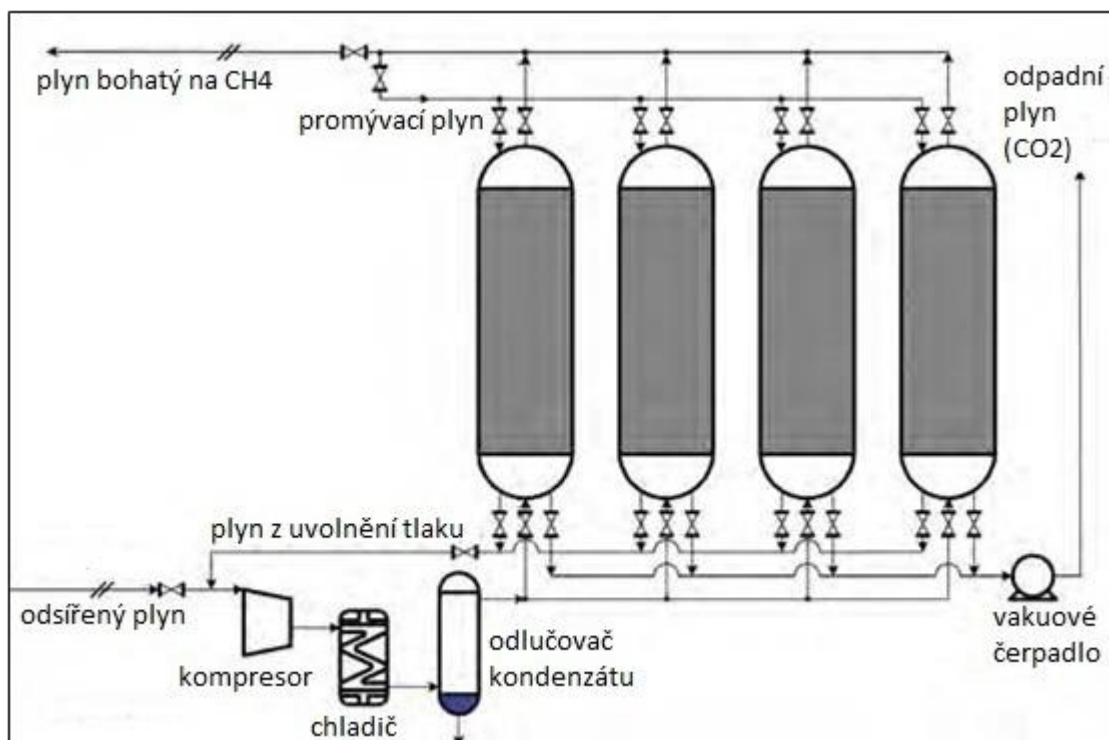 plyn bohatý na CH4
promývací plyn
odpadní
plyn
(CO2)
plyn z uvolnění tlaku
odsířený plyn
kompresor
chladič
odlučovač
kondenzátu
vakuové
čerpadlo